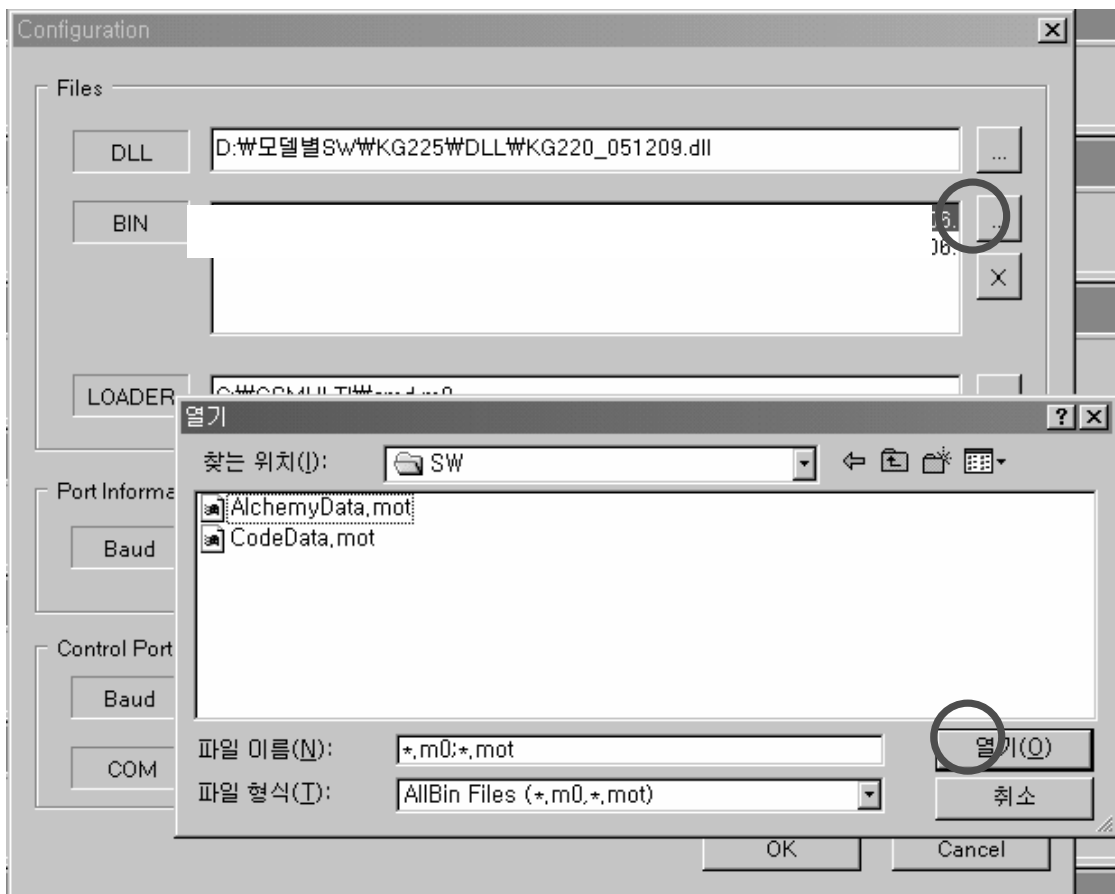 Configuration
Files
DLL
D:₩모델별SW₩KG225₩DLL₩KG220_051209.dll
...
BIN
06.
..
06.
X
LOADER
열기
찾는 위치(I):
SW
AlchemyData.mot
CodeData.mot
Port Informa
Baud
Control Port
Baud
COM
파일 이름(N):
*.m0;*.mot
열기(O)
파일 형식(T):
AllBin Files (*.m0,*.mot)
취소
OK
Cancel